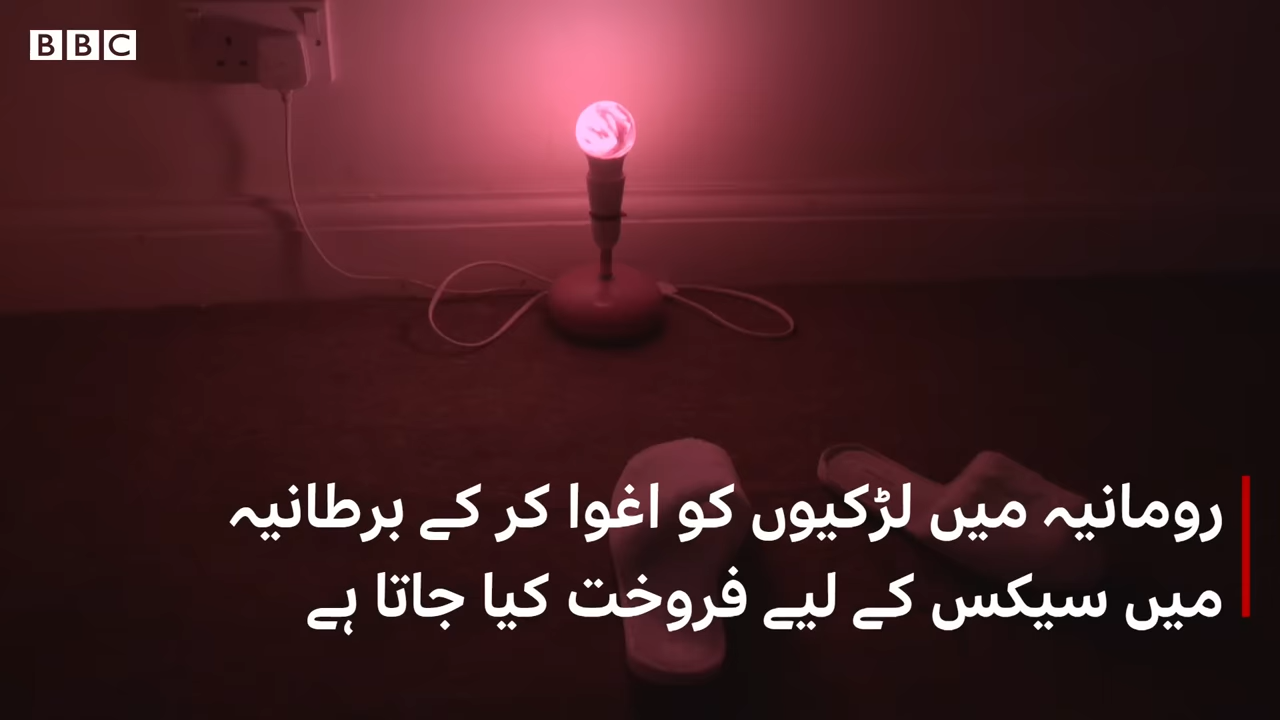 BBC
رومانیہ میں لڑکیوں کو اغوا کر کے برطانیہ
میں سیکس کے لیے فروخت کیا جاتا ہے